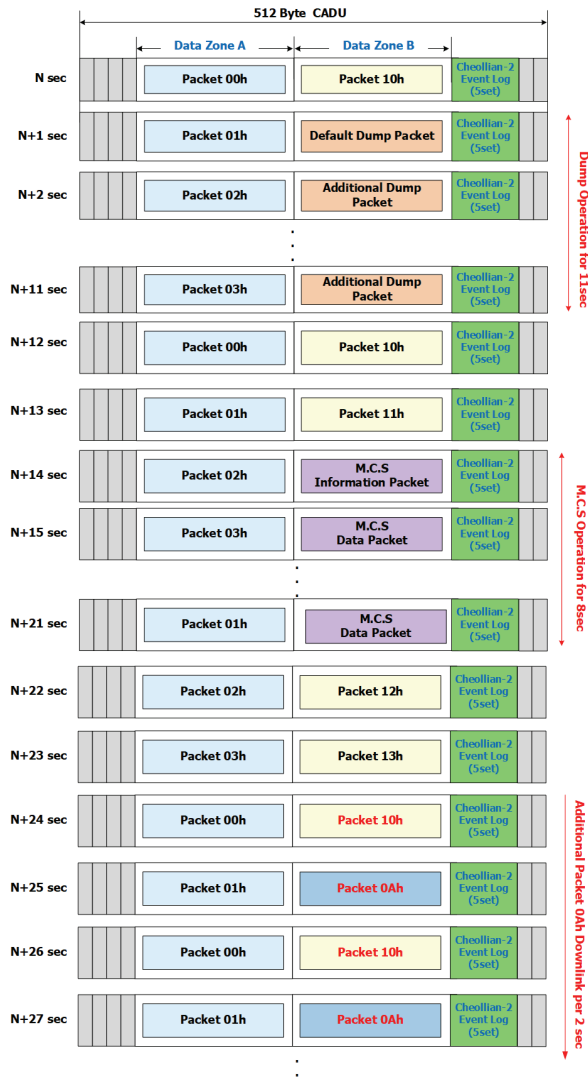 512 Byte CADU
Data Zone A
Data Zone B
N sec
Packet 00h
Packet 10h
Cheollian-2
Event Log
(5set)
N+1 sec
Packet 01h
Default Dump Packet
Cheollian-2
Event Log
(5set)
N+2 sec
Packet 02h
Additional Dump
Packet
Cheollian-2
Event Log
(5set)
Dump Operation for 11sec
N+11 sec
Packet 03h
Additional Dump
Packet
Cheollian-2
Event Log
(5set)
N+12 sec
Packet 00h
Packet 10h
Cheollian-2
Event Log
(5set)
N+13 sec
Packet 01h
Packet 11h
Cheollian-2
Event Log
(5set)
N+14 sec
Packet 02h
M.C.S
Information Packet
Cheollian-2
Event Log
(5set)
N+15 sec
Packet 03h
M.C.S
Data Packet
Cheollian-2
Event Log
(5set)
M.C.S Operation for 8sec
N+21 sec
Packet 01h
M.C.S
Data Packet
Cheollian-2
Event Log
(5set)
N+22 sec
Packet 02h
Packet 12h
Cheollian-2
Event Log
(5set)
N+23 sec
Packet 03h
Packet 13h
Cheollian-2
Event Log
(5set)
N+24 sec
Packet 00h
Packet 10h
Cheollian-2
Event Log
(5set)
N+25 sec
Packet 01h
Packet 0Ah
Cheollian-2
Event Log
(5set)
Additional Packet 0Ah Downlink per 2 sec
N+26 sec
Packet 00h
Packet 10h
Cheollian-2
Event Log
(5set)
N+27 sec
Packet 01h
Packet 0Ah
Cheollian-2
Event Log
(5set)